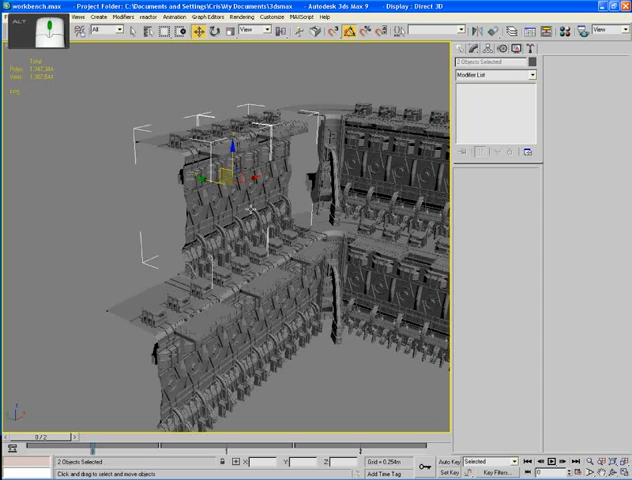 workbench.max - Project Folder: C:\Documents and Settings\Cris\My Documents\3dsmax - Autodesk 3ds Max 9 - Display : Direct 3D
Views Create Modifiers reactor Animation Graph Editors Rendering Customize MAXScript Help
ALT
All
View
View
Total
Polys:
Verts:
FPS:
2 Objects Selected
Modifier List
0 / 2
2 Objects Selected
X:
Y:
Z:
Grid = 0.254m
Auto Key
Selected
Click and drag to select and move objects
Add Time Tag
Set Key
Key Filters...
0